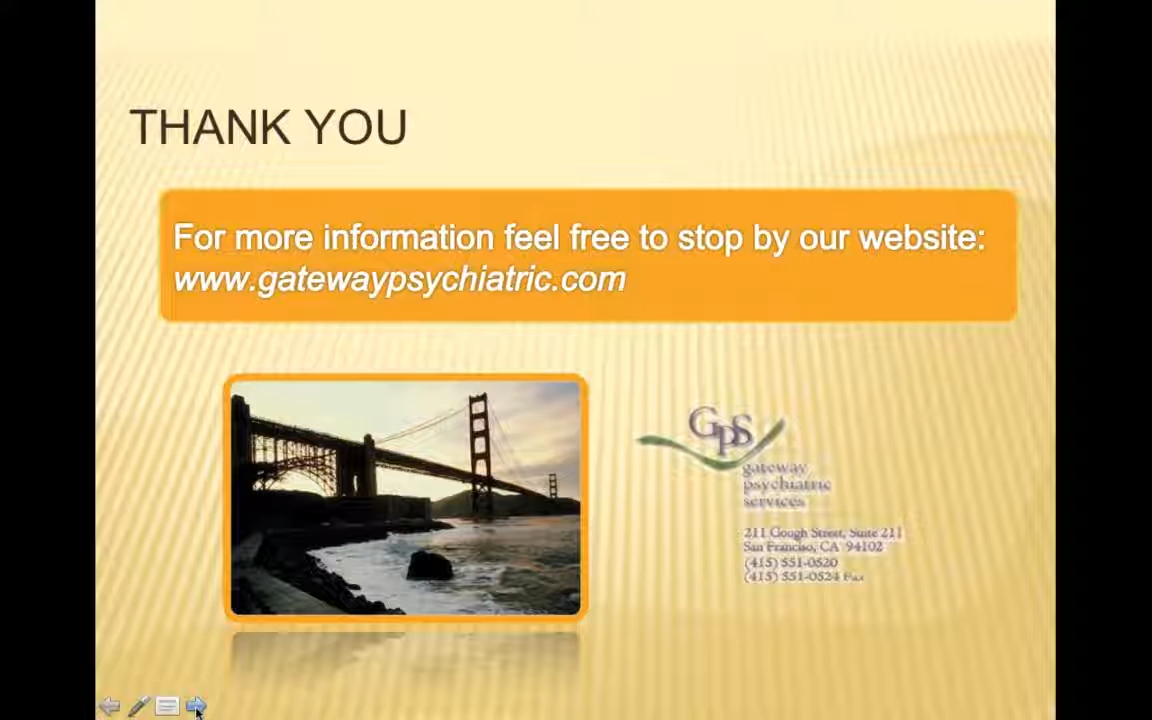 THANK YOU
For more information feel free to stop by our website:
www.gatewaypsychiatric.com
GPS
gateway
psychiatric
services
211 Gough Street, Suite 211
San Franciso, CA 94102
(415) 551-0520
(415) 551-0524 Fax